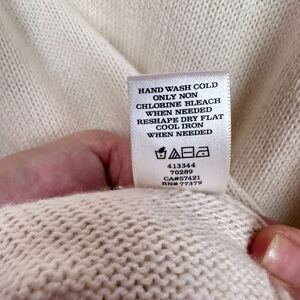 HAND WASH COLD
ONLY NON
CHLORINE BLEACH
WHEN NEEDED
RESHAPE DRY FLAT
COOL IRON
WHEN NEEDED
413344
70289
CA#57421
RN# 77379